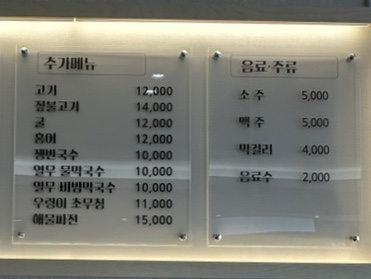 추가메뉴
고기 12,000
짚불고기 14,000
굴 12,000
홍어 12,000
쟁반국수 10,000
열무 물막국수 10,000
열무 비빔막국수 10,000
우렁이 초무침 11,000
해물파전 15,000
음료·주류
소 주 5,000
맥 주 5,000
막걸리 4,000
음료수 2,000